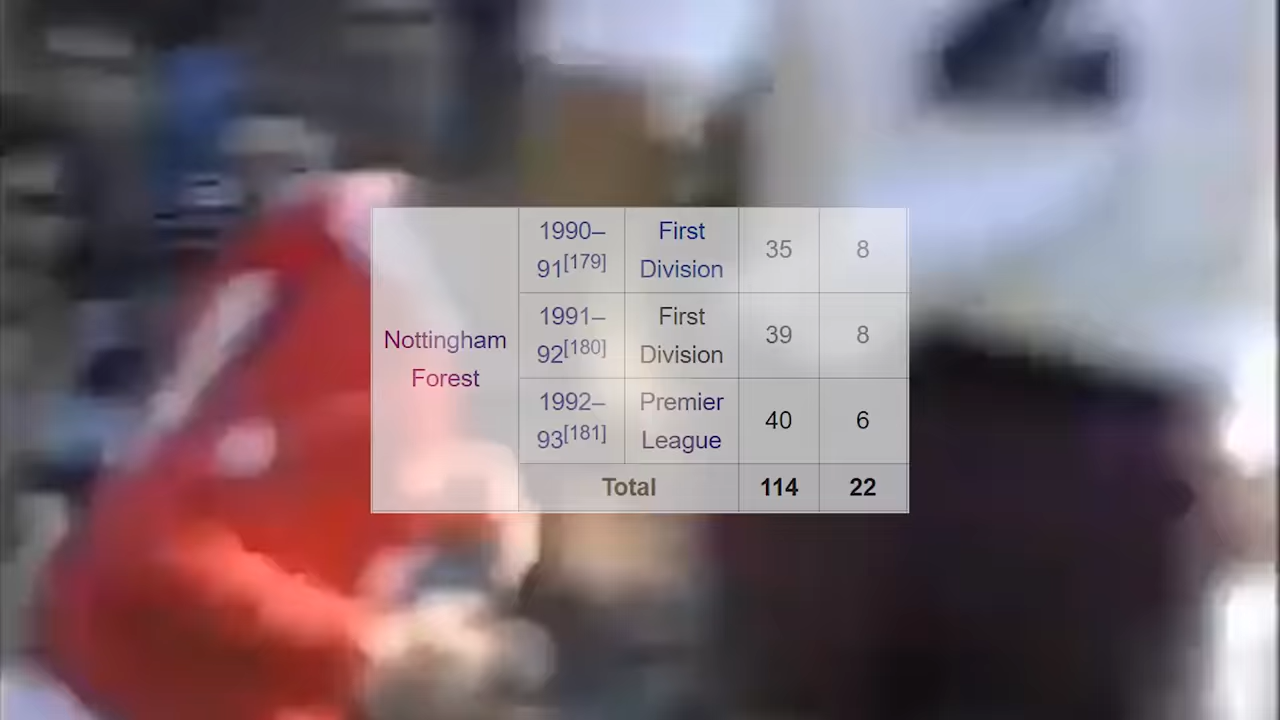 1990–
91[179]
First
Division
35
8
Nottingham
Forest
1991–
92[180]
First
Division
39
8
1992–
93[181]
Premier
League
40
6
Total
114
22
2